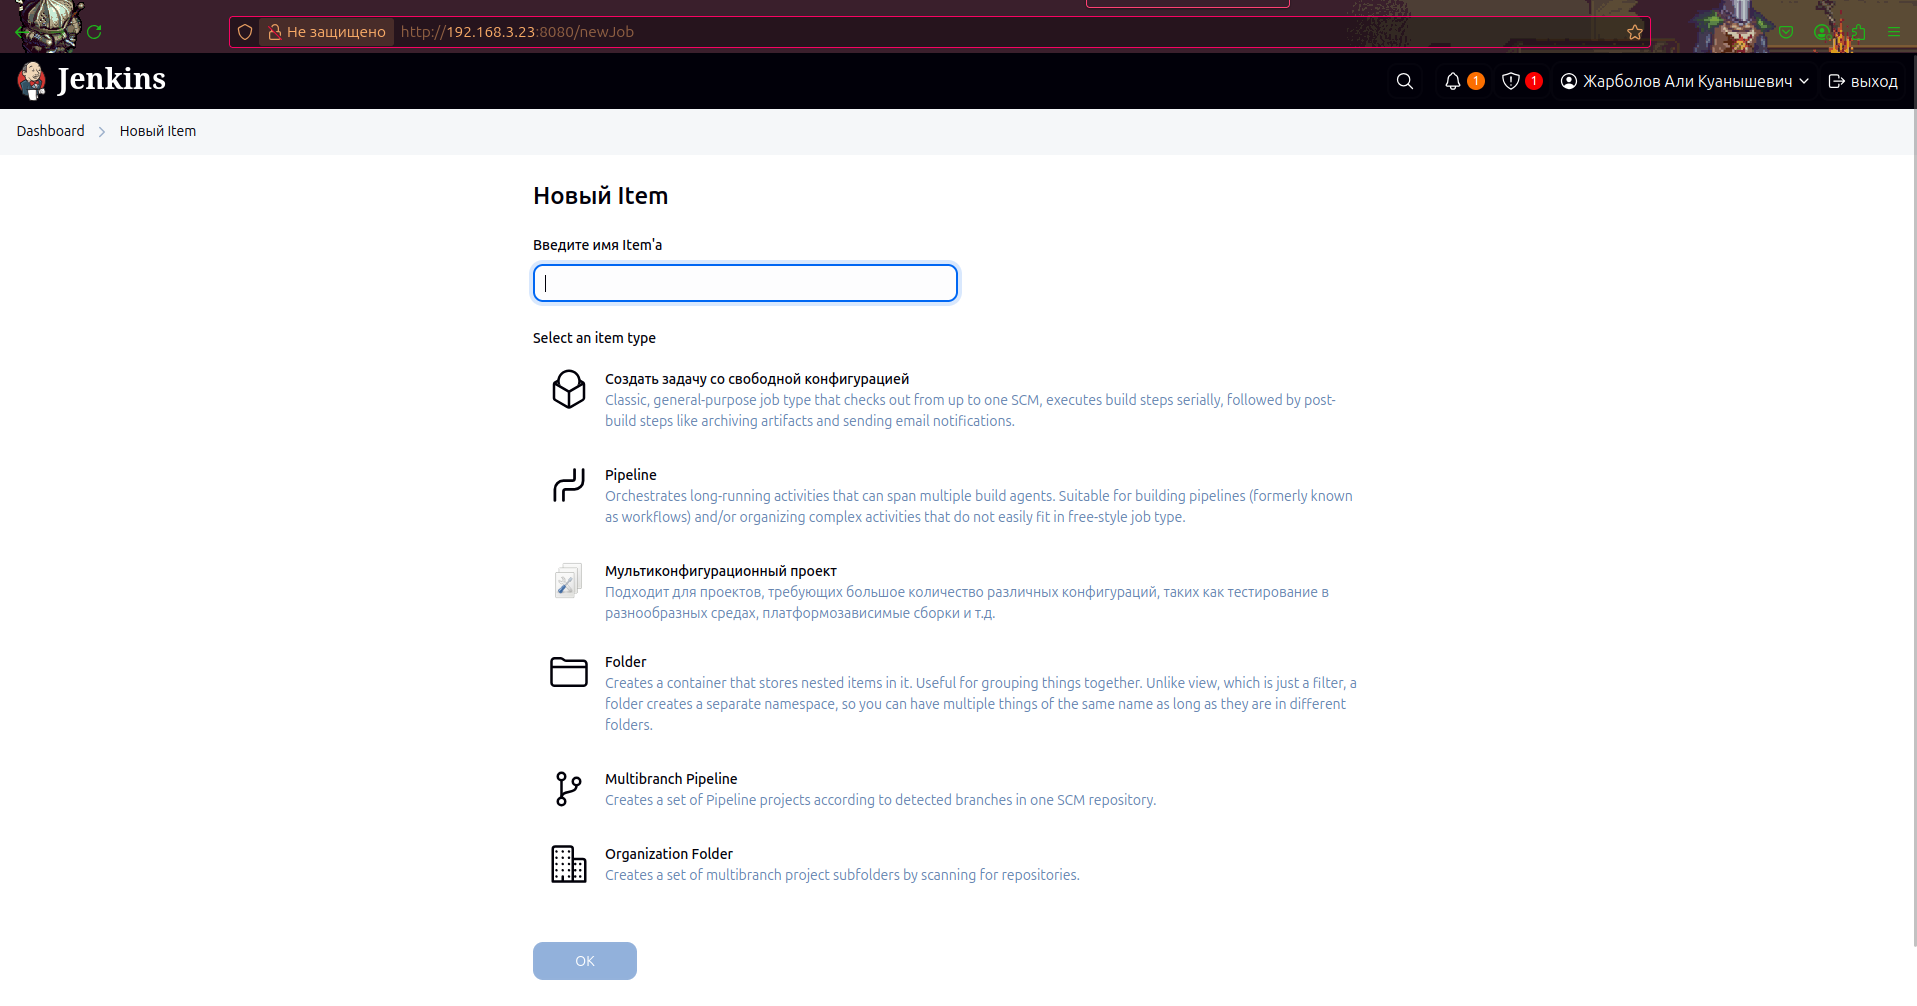 Не защищено http://192.168.3.23:8080/newJob
Jenkins
1
1
Жарболов Али Куанышевич
выход
Dashboard
Новый Item
Новый Item
Введите имя Item'а
Select an item type
Создать задачу со свободной конфигурацией
Classic, general-purpose job type that checks out from up to one SCM, executes build steps serially, followed by post-
build steps like archiving artifacts and sending email notifications.
Pipeline
Orchestrates long-running activities that can span multiple build agents. Suitable for building pipelines (formerly known
as workflows) and/or organizing complex activities that do not easily fit in free-style job type.
Мультиконфигурационный проект
Подходит для проектов, требующих большое количество различных конфигураций, таких как тестирование в
разнообразных средах, платформозависимые сборки и т.д.
Folder
Creates a container that stores nested items in it. Useful for grouping things together. Unlike view, which is just a filter, a
folder creates a separate namespace, so you can have multiple things of the same name as long as they are in different
folders.
Multibranch Pipeline
Creates a set of Pipeline projects according to detected branches in one SCM repository.
Organization Folder
Creates a set of multibranch project subfolders by scanning for repositories.
OK